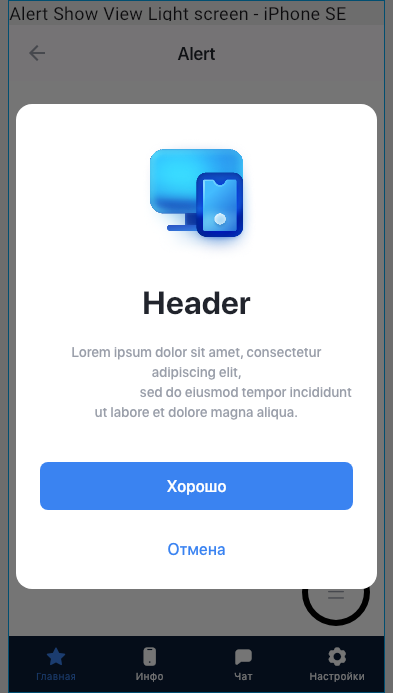 Alert Show View Light screen - iPhone SE
Alert
Header
Lorem ipsum dolor sit amet, consectetur
adipiscing elit,
sed do eiusmod tempor incididunt
ut labore et dolore magna aliqua.
Хорошо
Отмена
Главная Инфо Чат Настройки